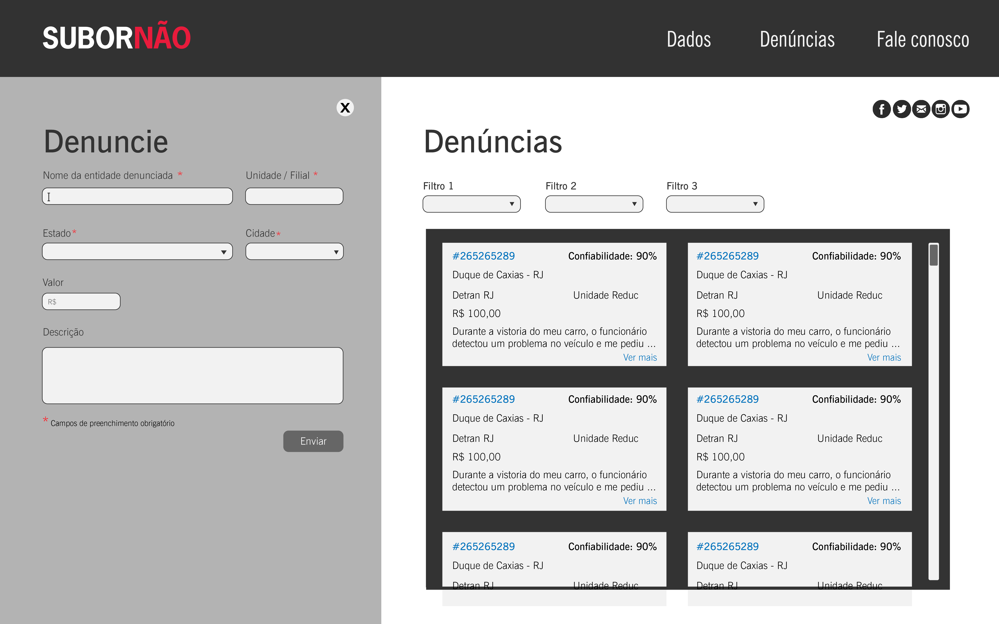 SUBORNÃO
Dados
Denúncias
Fale conosco
X
Denuncie
Nome da entidade denunciada *
Unidade / Filial *
Estado *
Cidade *
Valor
R$
Descrição
* Campos de preenchimento obrigatório
Enviar
Denúncias
Filtro 1
Filtro 2
Filtro 3
#265265289 Confiabilidade: 90%
Duque de Caxias - RJ
Detran RJ Unidade Reduc
R$ 100,00
Durante a vistoria do meu carro, o funcionário
detectou um problema no veículo e me pediu ...
Ver mais
#265265289 Confiabilidade: 90%
Duque de Caxias - RJ
Detran RJ Unidade Reduc
R$ 100,00
Durante a vistoria do meu carro, o funcionário
detectou um problema no veículo e me pediu ...
Ver mais
#265265289 Confiabilidade: 90%
Duque de Caxias - RJ
Detran RJ Unidade Reduc
R$ 100,00
Durante a vistoria do meu carro, o funcionário
detectou um problema no veículo e me pediu ...
Ver mais
#265265289 Confiabilidade: 90%
Duque de Caxias - RJ
Detran RJ Unidade Reduc
R$ 100,00
Durante a vistoria do meu carro, o funcionário
detectou um problema no veículo e me pediu ...
Ver mais
#265265289 Confiabilidade: 90%
Duque de Caxias - RJ
Detran RJ Unidade Reduc
#265265289 Confiabilidade: 90%
Duque de Caxias - RJ
Detran RJ Unidade Reduc